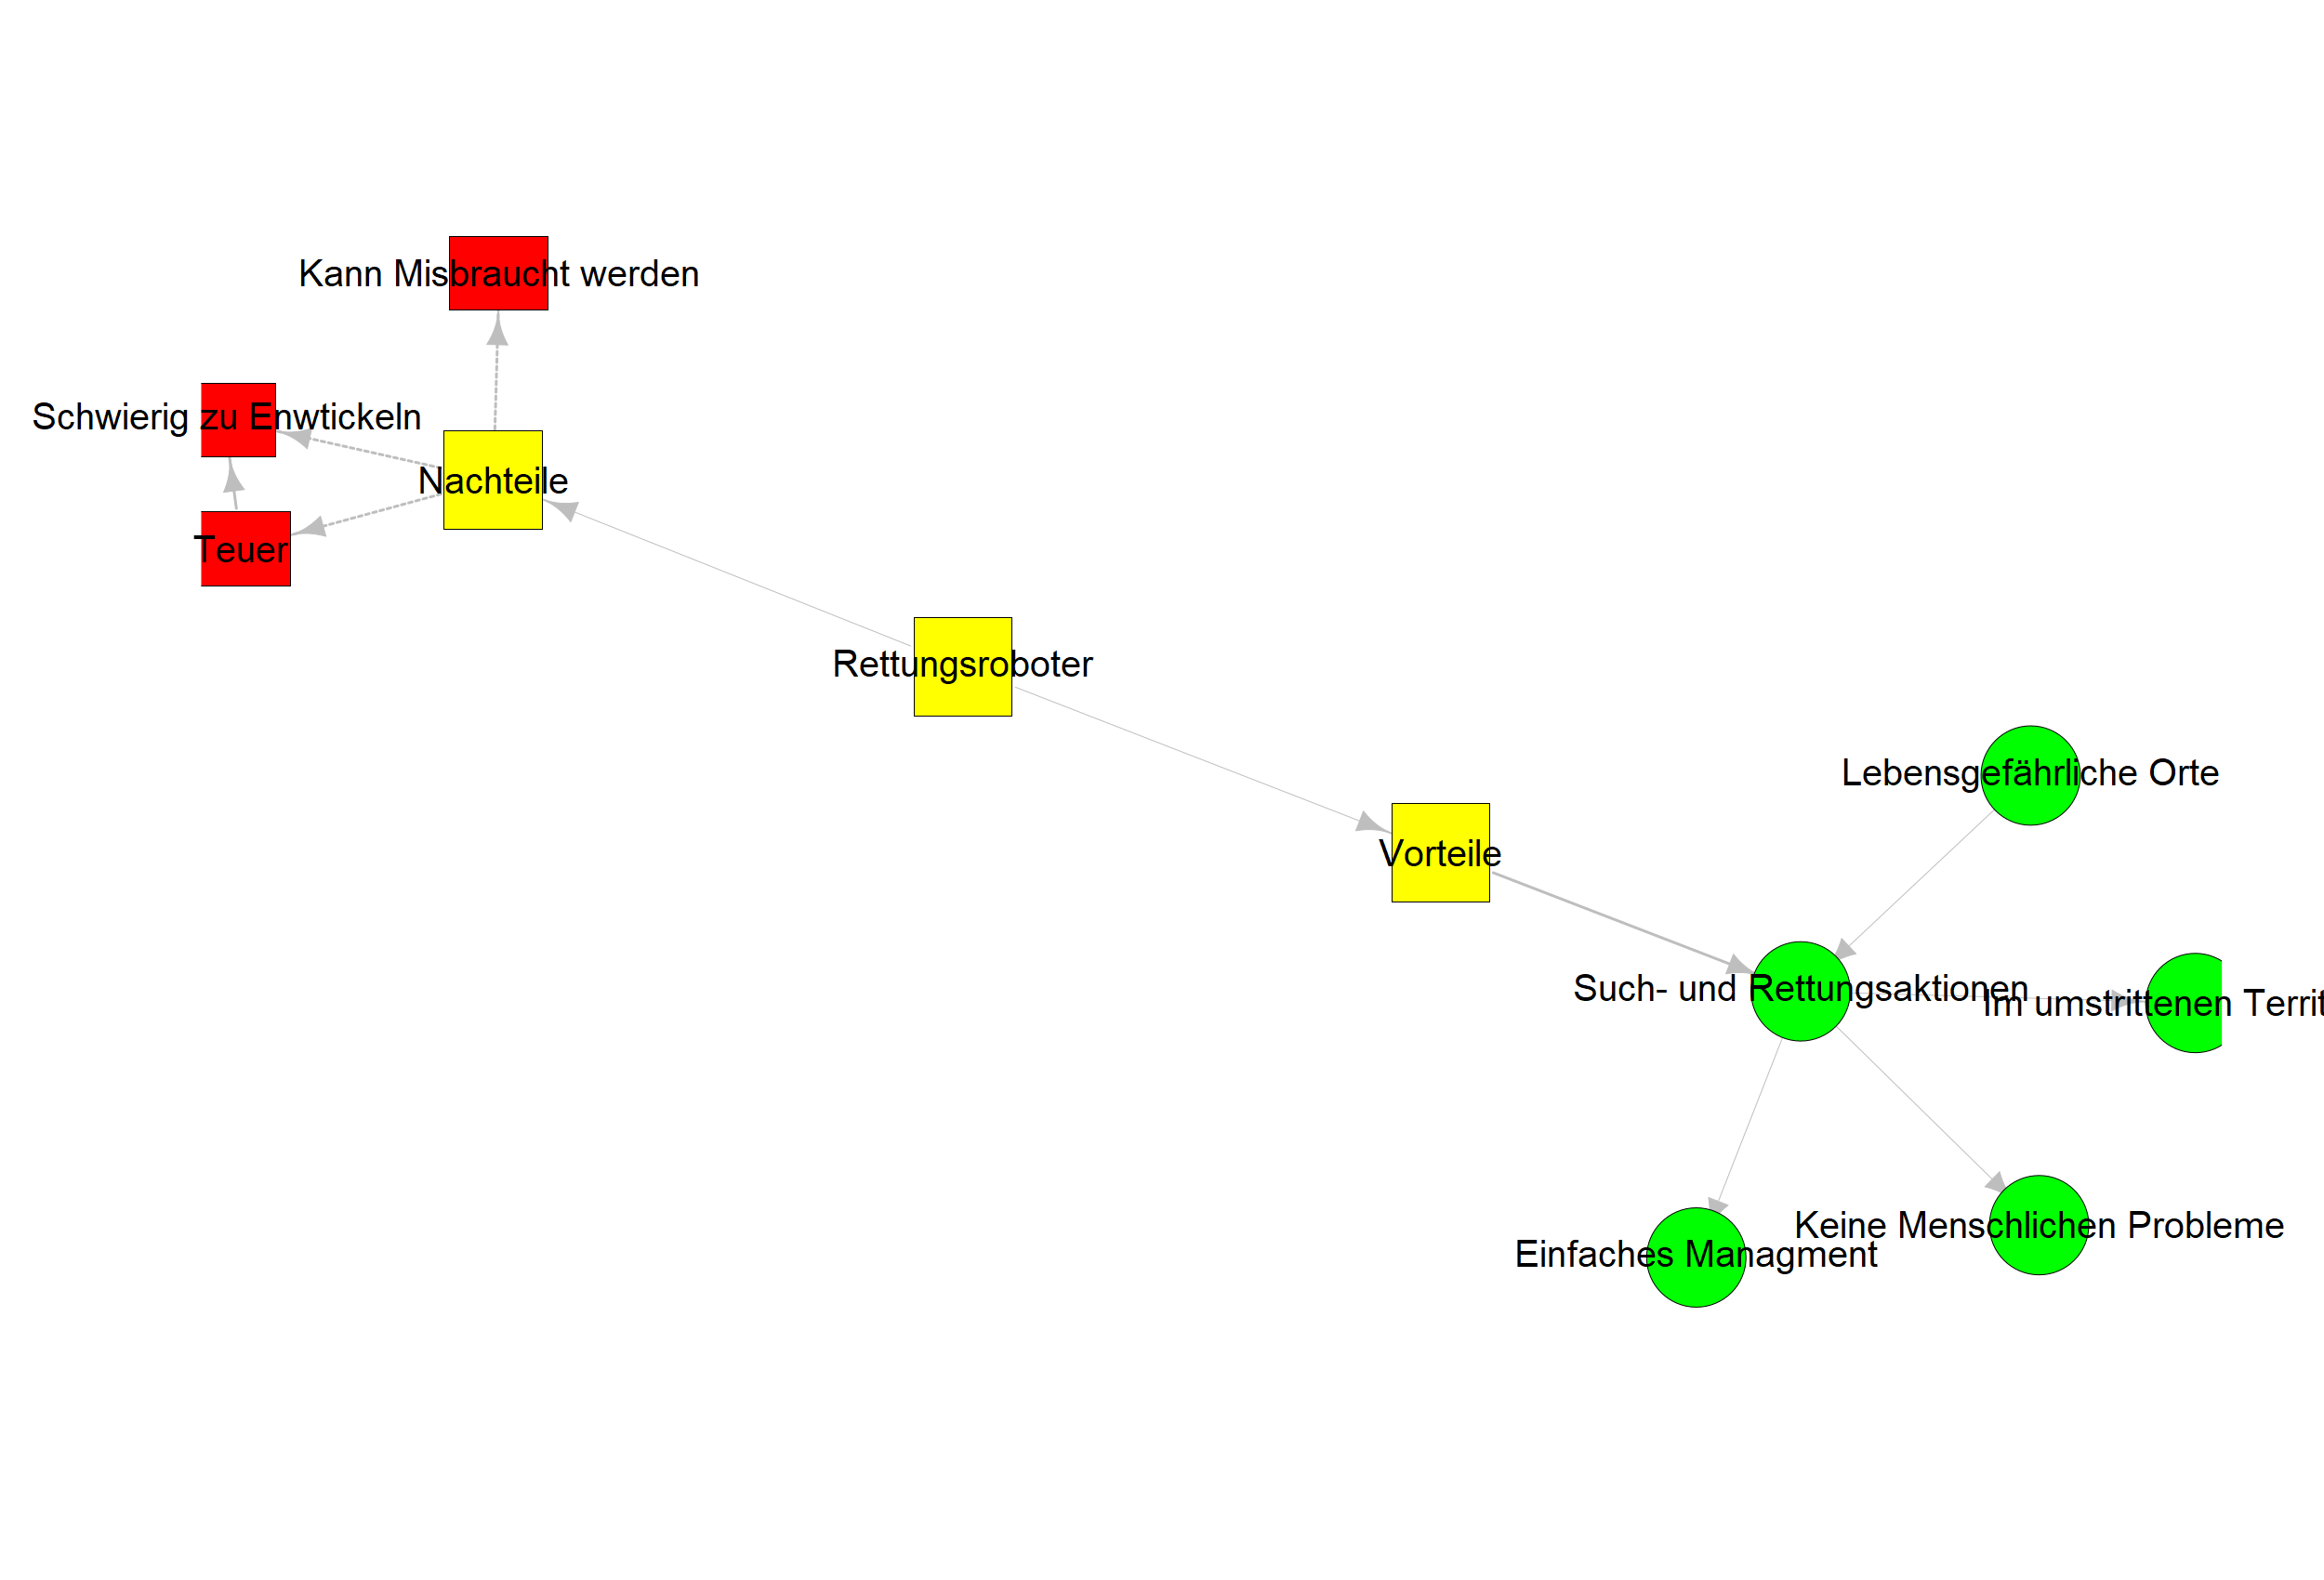 Kann Misbraucht werden
Schwierig zu Enwtickeln
Nachteile
Teuer
Rettungsroboter
Lebensgefährliche Orte
Vorteile
Such- und Rettungsaktionen
Im umstrittenen Territ
Keine Menschlichen Probleme
Einfaches Managment